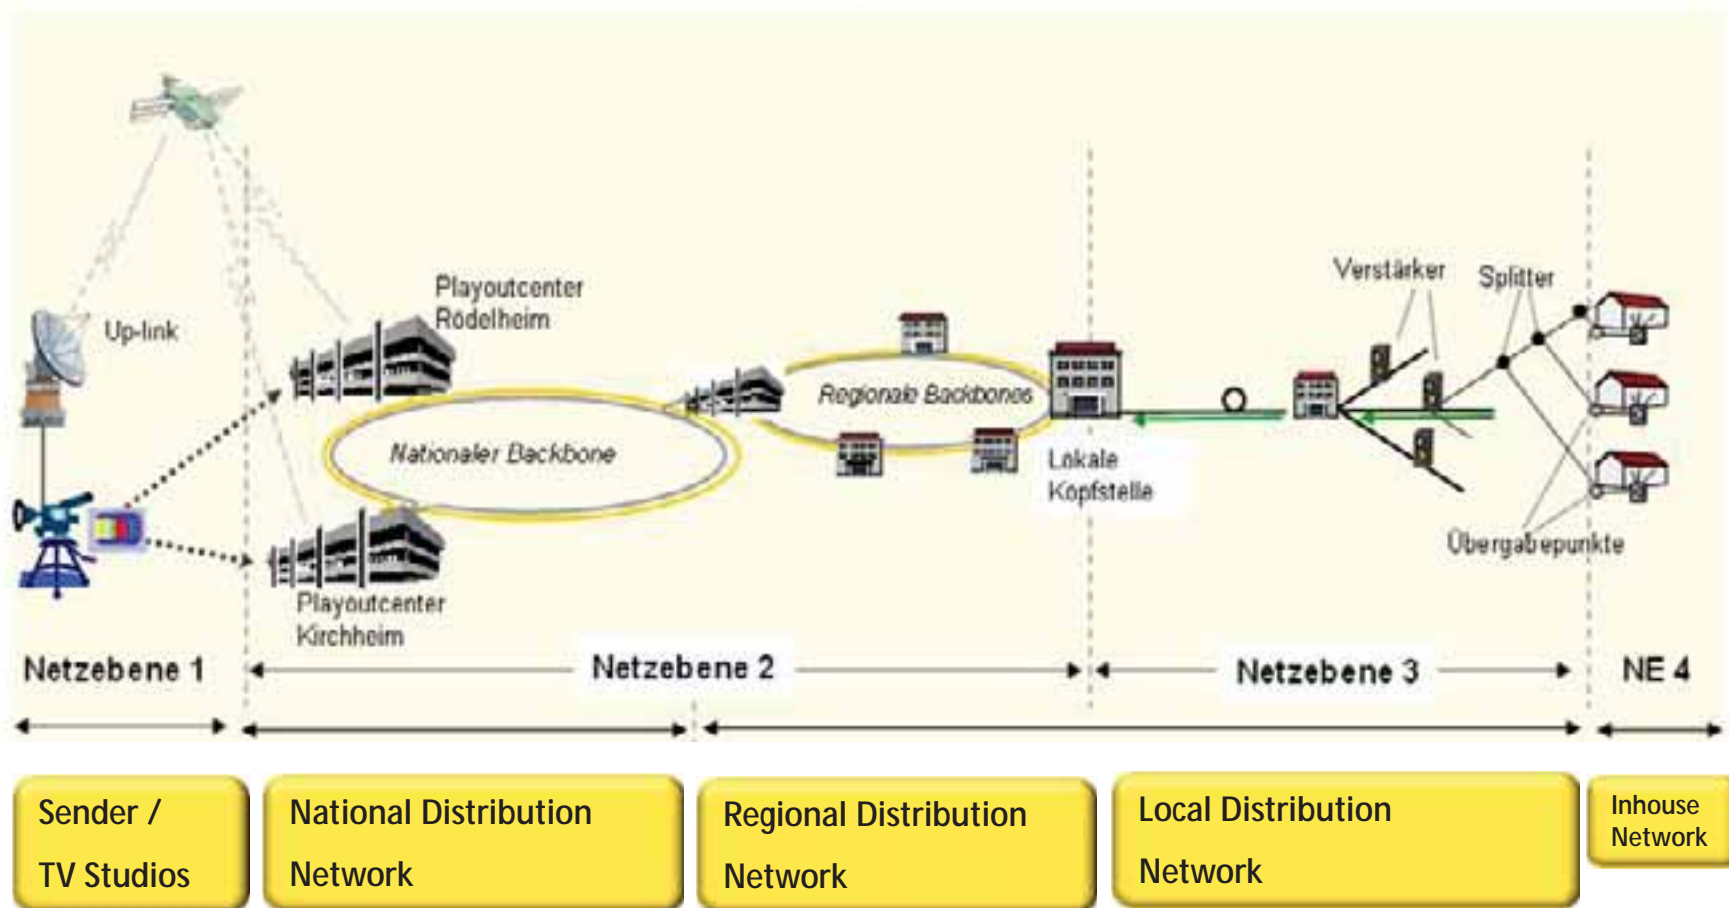 Up-link
Playoutcenter
Rödelheim
Nationaler Backbone
Playoutcenter
Kirchheim
Regionale Backbones
Lokale
Kopfstelle
Verstärker
Splitter
Übergabepunkte
Netzebene 1
Netzebene 2
Netzebene 3
NE 4
Sender /
TV Studios
National Distribution
Network
Regional Distribution
Network
Local Distribution
Network
Inhouse
Network